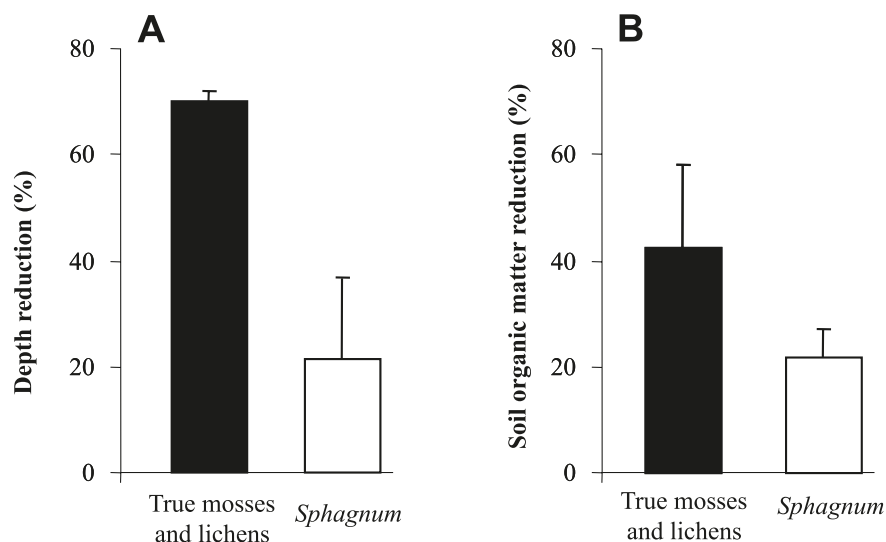 A
80
60
40
20
0
Depth reduction (%)
True mosses
and lichens
Sphagnum
B
80
60
40
20
0
Soil organic matter reduction (%)
True mosses
and lichens
Sphagnum